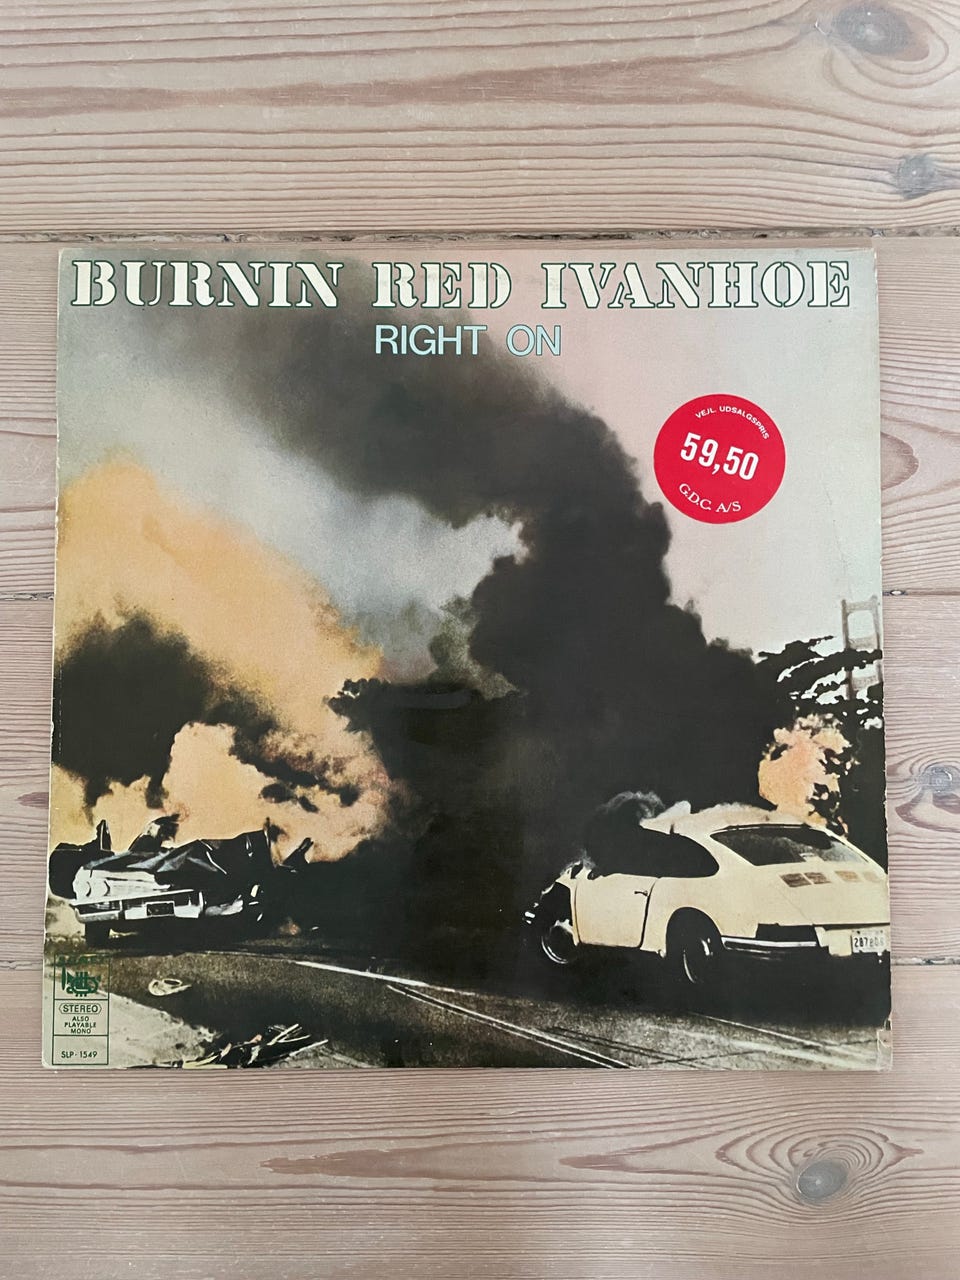 BURNIN RED IVANHOE
RIGHT ON
VEJL. UDSALGSPRIS
59,50
G.D.C. A/S
STEREO
ALSO
PLAYABLE
MONO
SLP-1549